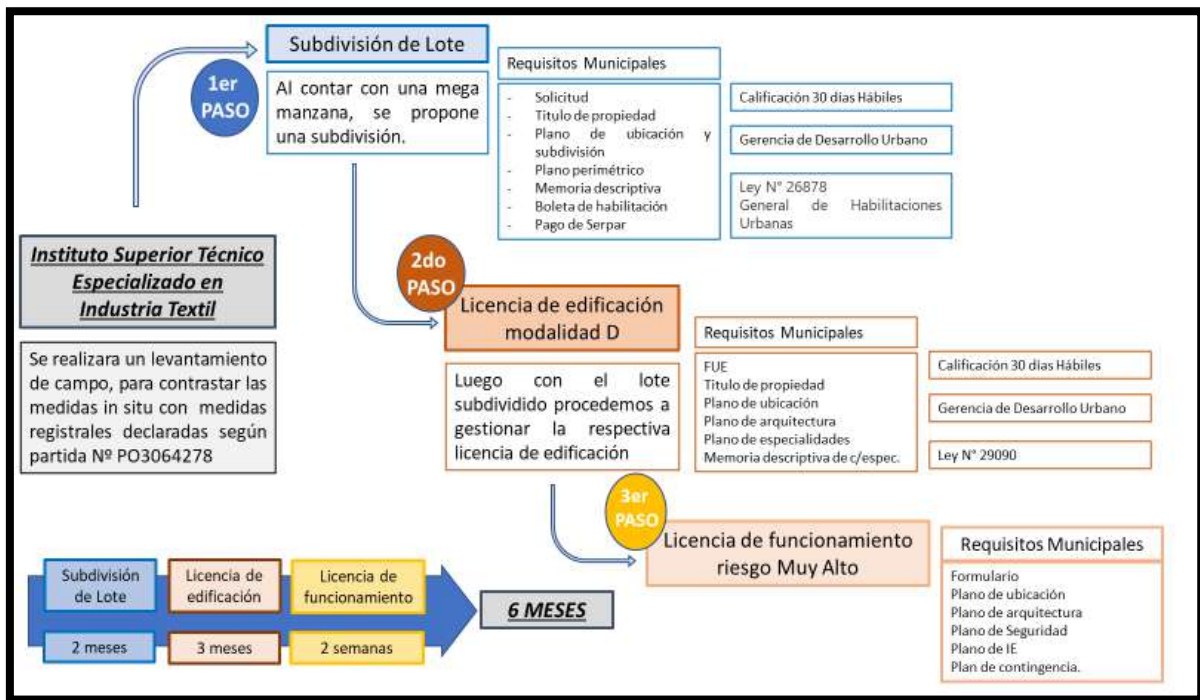 Subdivisión de Lote
1er
PASO
Al contar con una mega
manzana, se propone
una subdivisión.
Requisitos Municipales
- Solicitud
- Titulo de propiedad
- Plano de ubicación y
subdivisión
- Plano perimétrico
- Memoria descriptiva
- Boleta de habilitación
- Pago de Serpar
Calificación 30 días Hábiles
Gerencia de Desarrollo Urbano
Ley N° 26878
General de Habilitaciones
Urbanas
Instituto Superior Técnico
Especializado en
Industria Textil
Se realizara un levantamiento
de campo, para contrastar las
medidas in situ con medidas
registrales declaradas según
partida Nº PO3064278
2do
PASO
Licencia de edificación
modalidad D
Luego con el lote
subdividido procedemos a
gestionar la respectiva
licencia de edificación
Requisitos Municipales
FUE
Titulo de propiedad
Plano de ubicación
Plano de arquitectura
Plano de especialidades
Memoria descriptiva de c/espec.
Calificación 30 días Hábiles
Gerencia de Desarrollo Urbano
Ley N° 29090
3er
PASO
Licencia de funcionamiento
riesgo Muy Alto
Requisitos Municipales
Formulario
Plano de ubicación
Plano de arquitectura
Plano de Seguridad
Plano de IE
Plan de contingencia.
Subdivisión
de Lote
Licencia de
edificación
Licencia de
funcionamiento
6 MESES
2 meses
3 meses
2 semanas